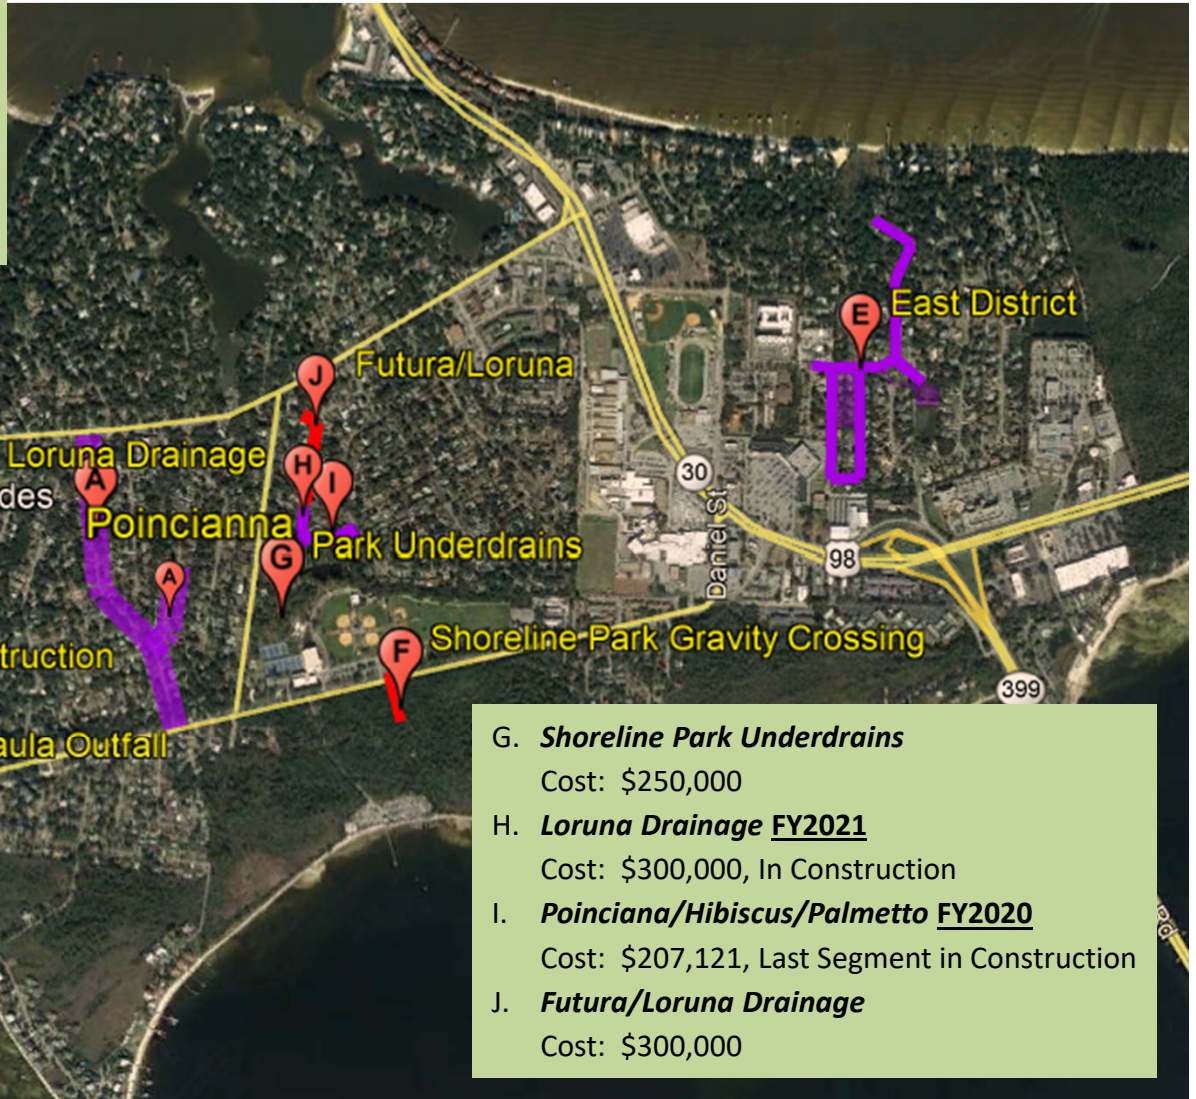 East District
E
Futura/Loruna
J
Loruna Drainage
H
I
A
des
30
Poincianna
Park Underdrains
G
Daniel St
98
A
Shoreline Park Gravity Crossing
F
truction
399
aula Outfall
G. Shoreline Park Underdrains
Cost: $250,000
H. Loruna Drainage FY2021
Cost: $300,000, In Construction
I. Poinciana/Hibiscus/Palmetto FY2020
Cost: $207,121, Last Segment in Construction
J. Futura/Loruna Drainage
Cost: $300,000
Rd